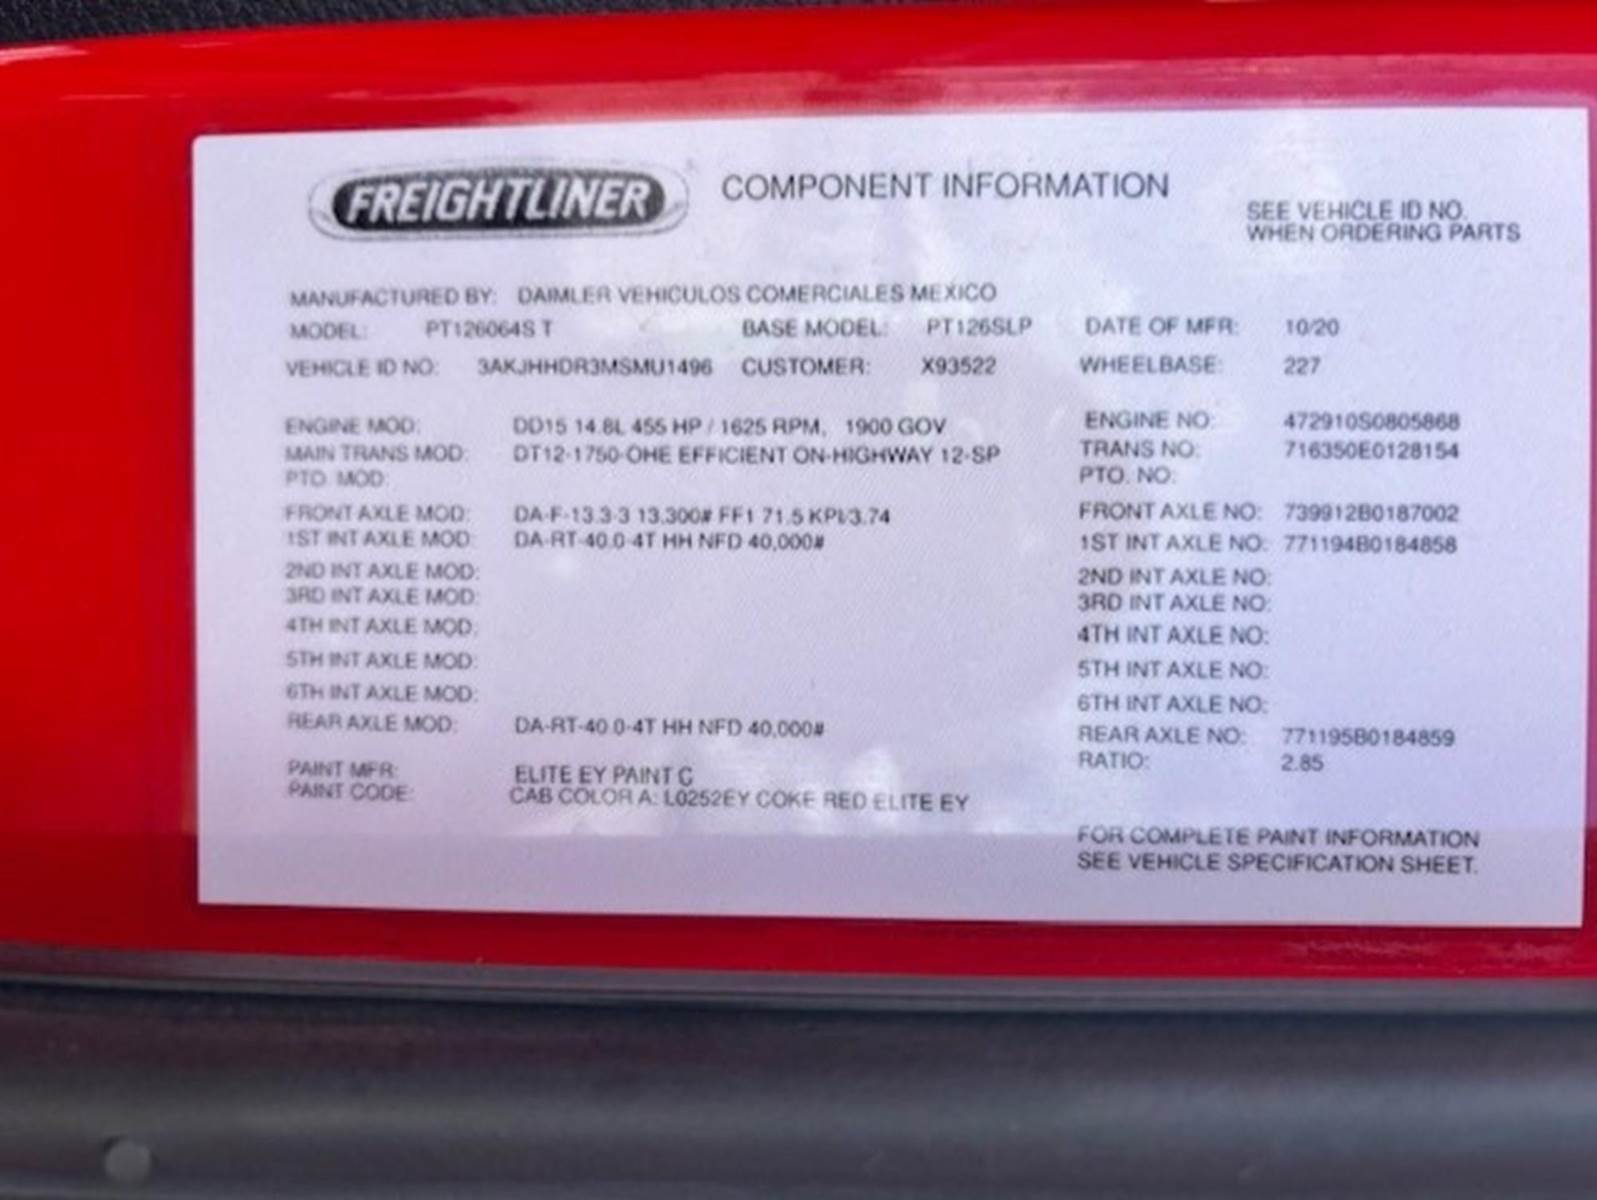 FREIGHTLINER COMPONENT INFORMATION
SEE VEHICLE ID NO.
WHEN ORDERING PARTS
MANUFACTURED BY: DAIMLER VEHICULOS COMERCIALES MEXICO
MODEL: PT126064S T BASE MODEL: PT126SLP DATE OF MFR: 10/20
VEHICLE ID NO: 3AKJHHDR3MSMU1496 CUSTOMER: X93522 WHEELBASE: 227
ENGINE MOD: DD15 14.8L 455 HP / 1625 RPM, 1900 GOV ENGINE NO: 472910S0805868
MAIN TRANS MOD: DT12-1750-OHE EFFICIENT ON-HIGHWAY 12-SP TRANS NO: 716350E0128154
PTO. MOD: PTO. NO:
FRONT AXLE MOD: DA-F-13.3-3 13,300# FF1 71.5 KPI/3.74 FRONT AXLE NO: 739912B0187002
1ST INT AXLE MOD: DA-RT-40.0-4T HH NFD 40,000# 1ST INT AXLE NO: 771194B0184858
2ND INT AXLE MOD: 2ND INT AXLE NO:
3RD INT AXLE MOD: 3RD INT AXLE NO:
4TH INT AXLE MOD: 4TH INT AXLE NO:
5TH INT AXLE MOD: 5TH INT AXLE NO:
6TH INT AXLE MOD: 6TH INT AXLE NO:
REAR AXLE MOD: DA-RT-40.0-4T HH NFD 40,000# REAR AXLE NO: 771195B0184859
RATIO: 2.85
PAINT MFR: ELITE EY PAINT C
PAINT CODE: CAB COLOR A: L0252EY COKE RED ELITE EY
FOR COMPLETE PAINT INFORMATION
SEE VEHICLE SPECIFICATION SHEET.